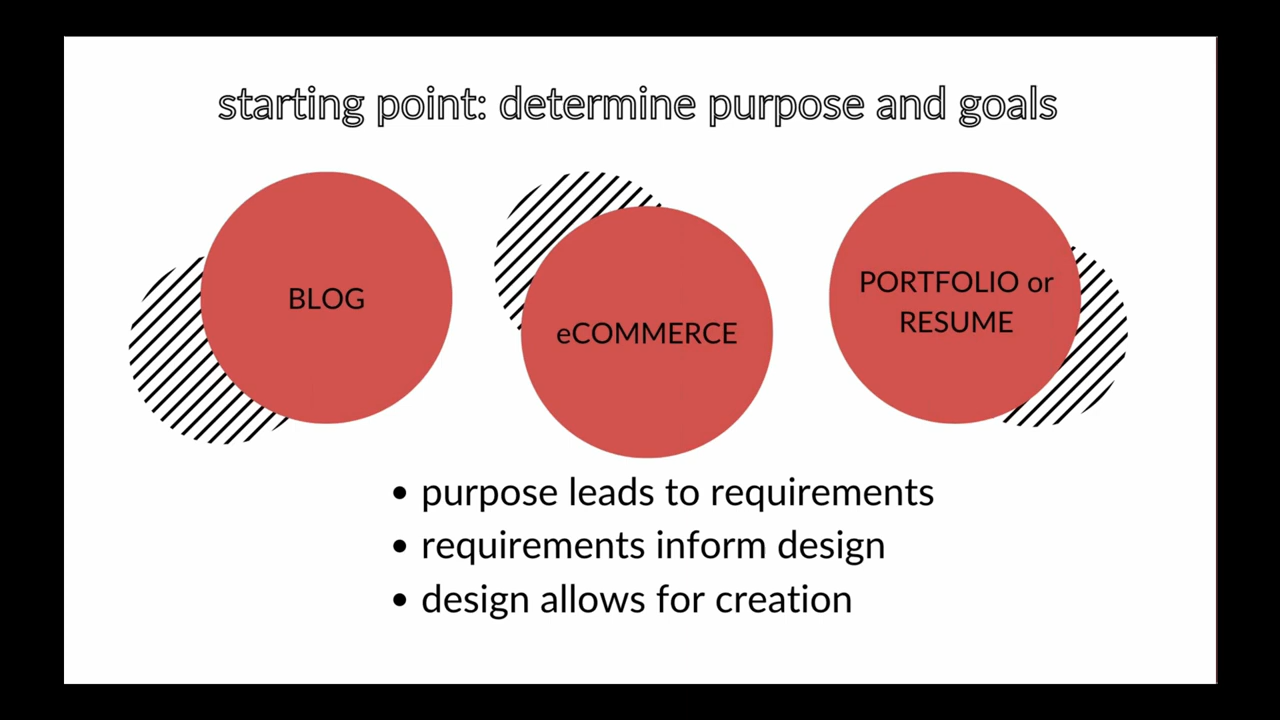 starting point: determine purpose and goals
BLOG
eCOMMERCE
PORTFOLIO or
RESUME
• purpose leads to requirements
• requirements inform design
• design allows for creation